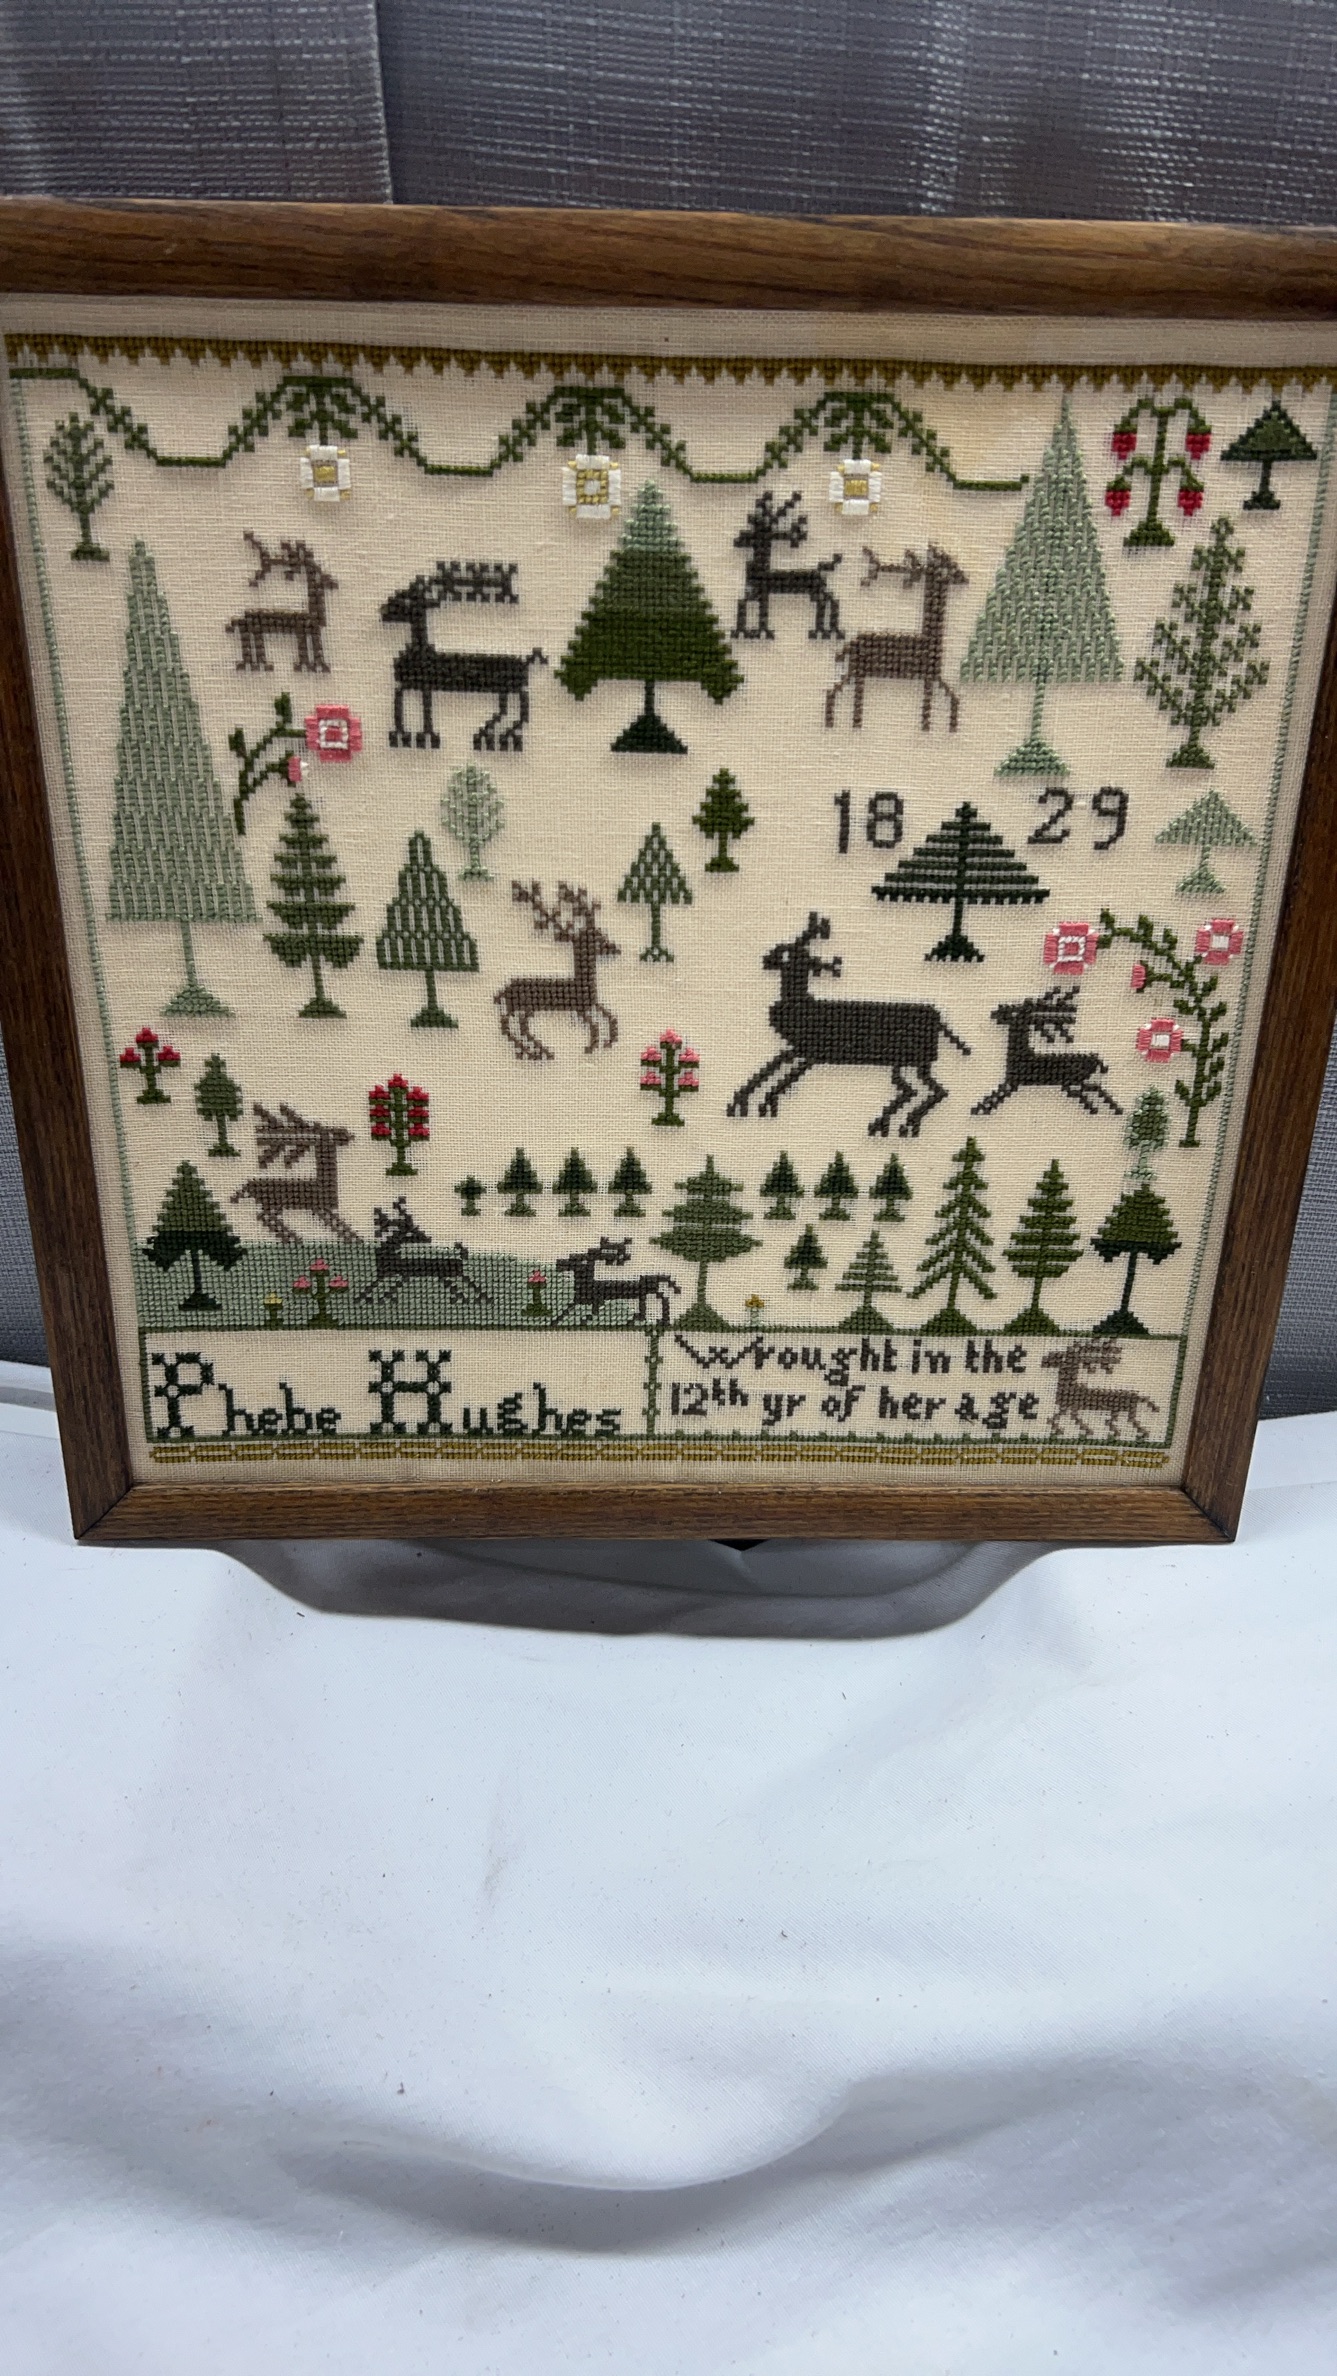 18 29
Phebe Hughes
Wrought in the
12th yr of her age